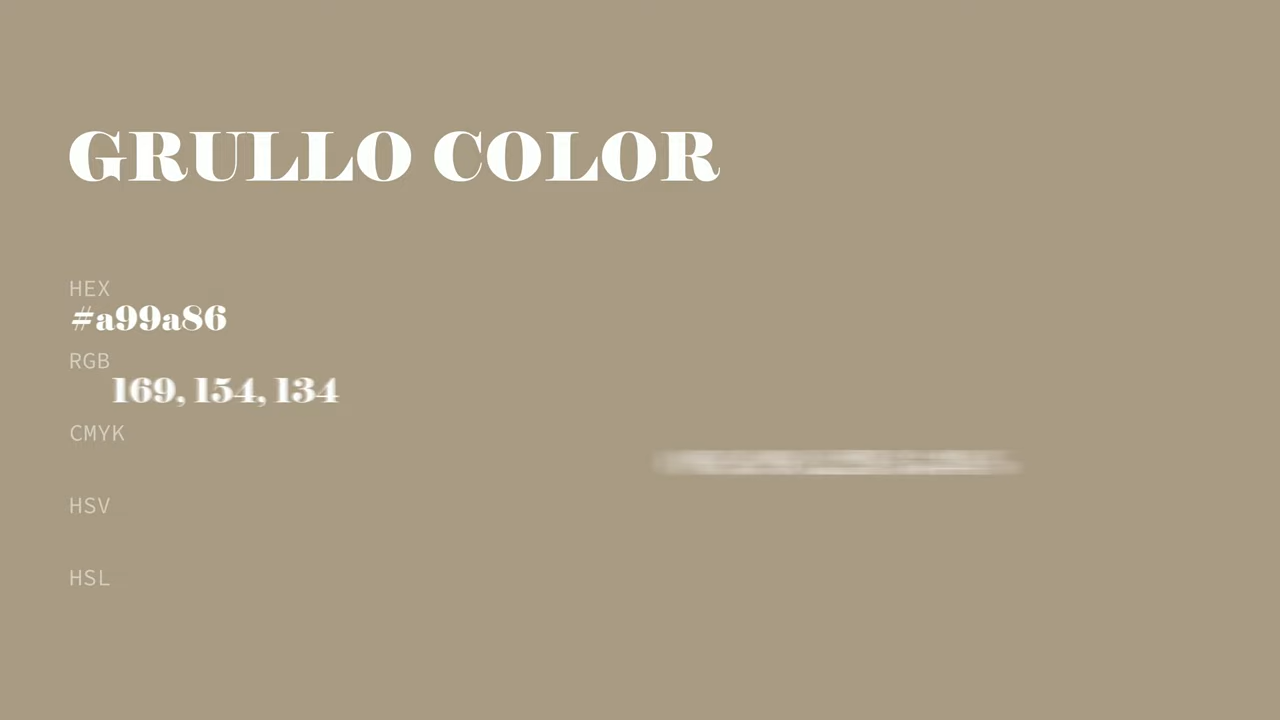 GRULLO COLOR
HEX
#a99a86
RGB
169, 154, 134
CMYK
HSV
HSL